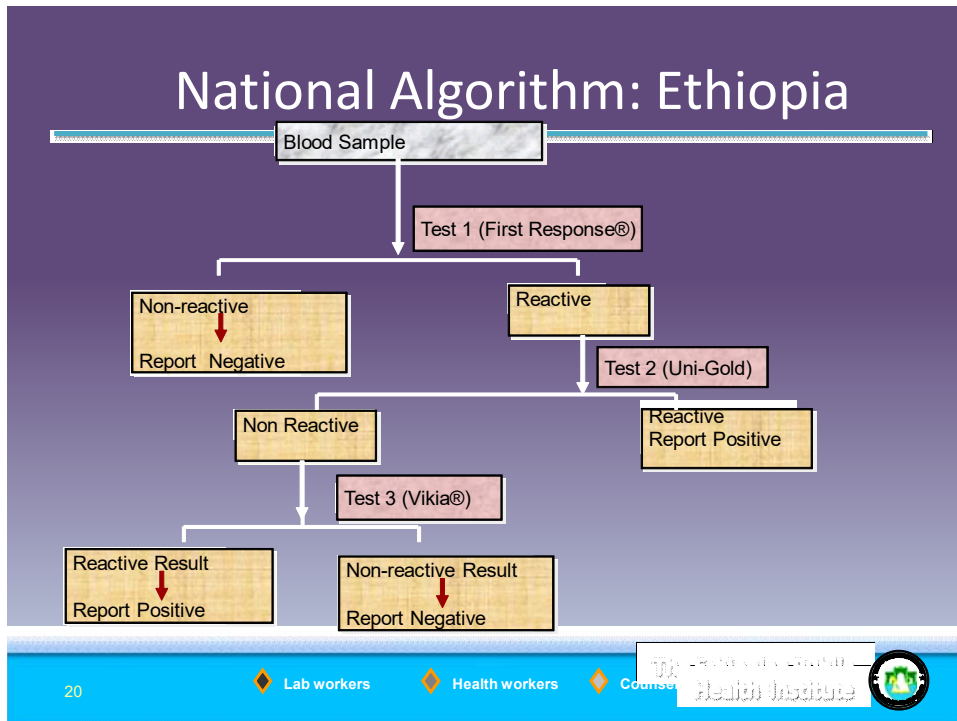 National Algorithm: Ethiopia
Blood Sample
Test 1 (First Response®)
Non-reactive
Report Negative
Reactive
Test 2 (Uni-Gold)
Non Reactive
Reactive
Report Positive
Test 3 (Vikia®)
Reactive Result
Report Positive
Non-reactive Result
Report Negative
20
Lab workers
Health workers
Health Institute